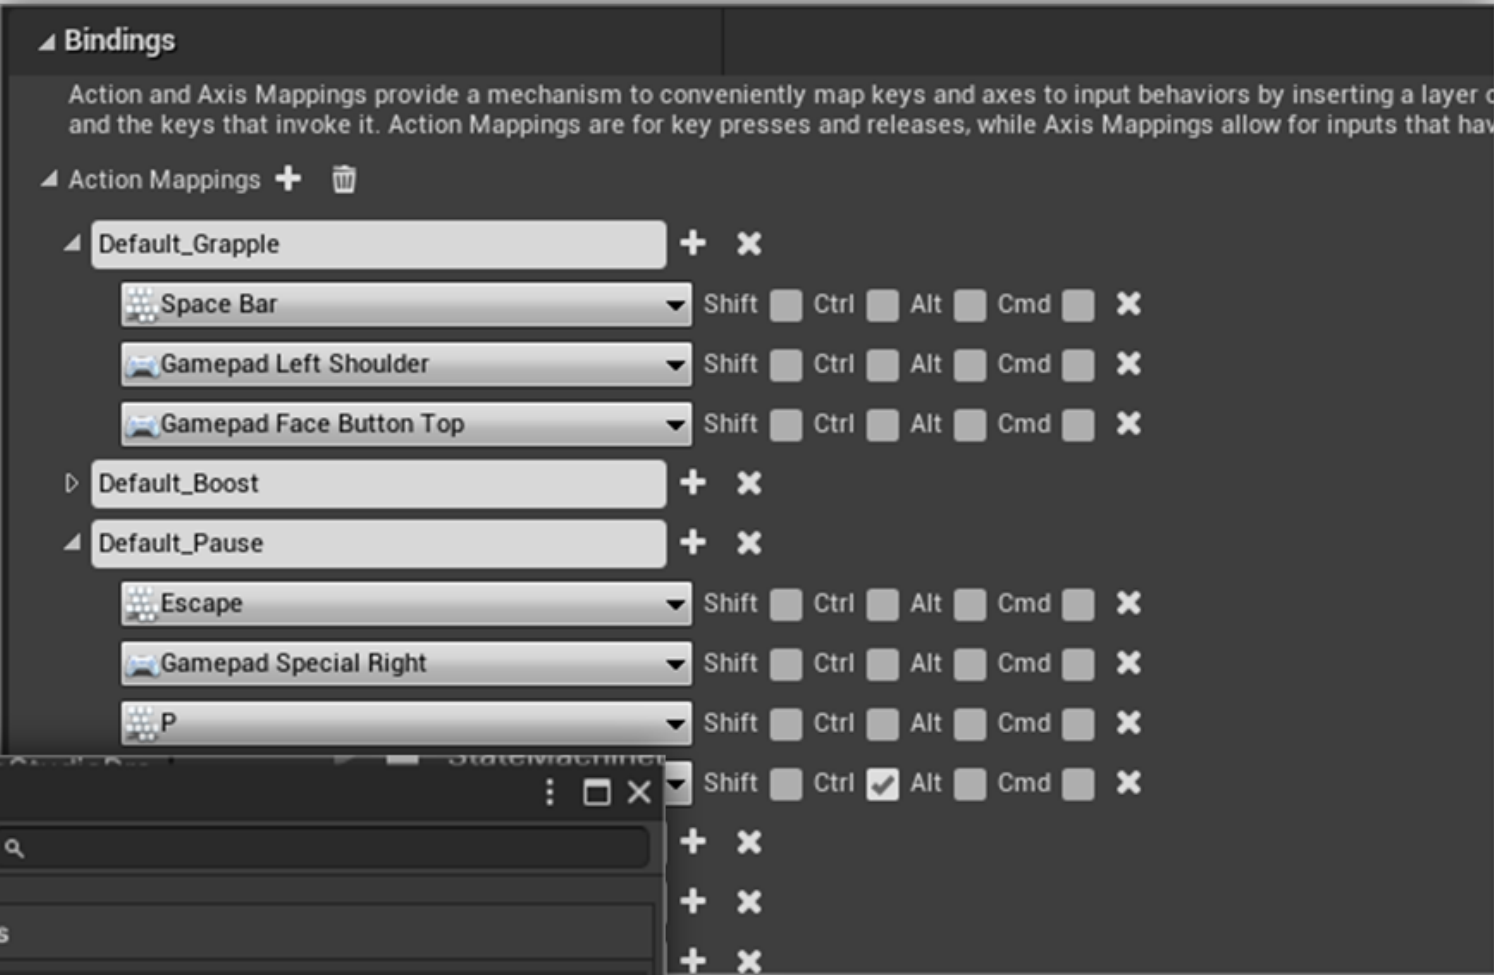 Bindings
Action and Axis Mappings provide a mechanism to conveniently map keys and axes to input behaviors by inserting a layer
and the keys that invoke it. Action Mappings are for key presses and releases, while Axis Mappings allow for inputs that
Action Mappings
Default_Grapple
Space Bar Shift Ctrl Alt Cmd
Gamepad Left Shoulder Shift Ctrl Alt Cmd
Gamepad Face Button Top Shift Ctrl Alt Cmd
Default_Boost
Default_Pause
Escape Shift Ctrl Alt Cmd
Gamepad Special Right Shift Ctrl Alt Cmd
P Shift Ctrl Alt Cmd
Shift Ctrl Alt Cmd
s